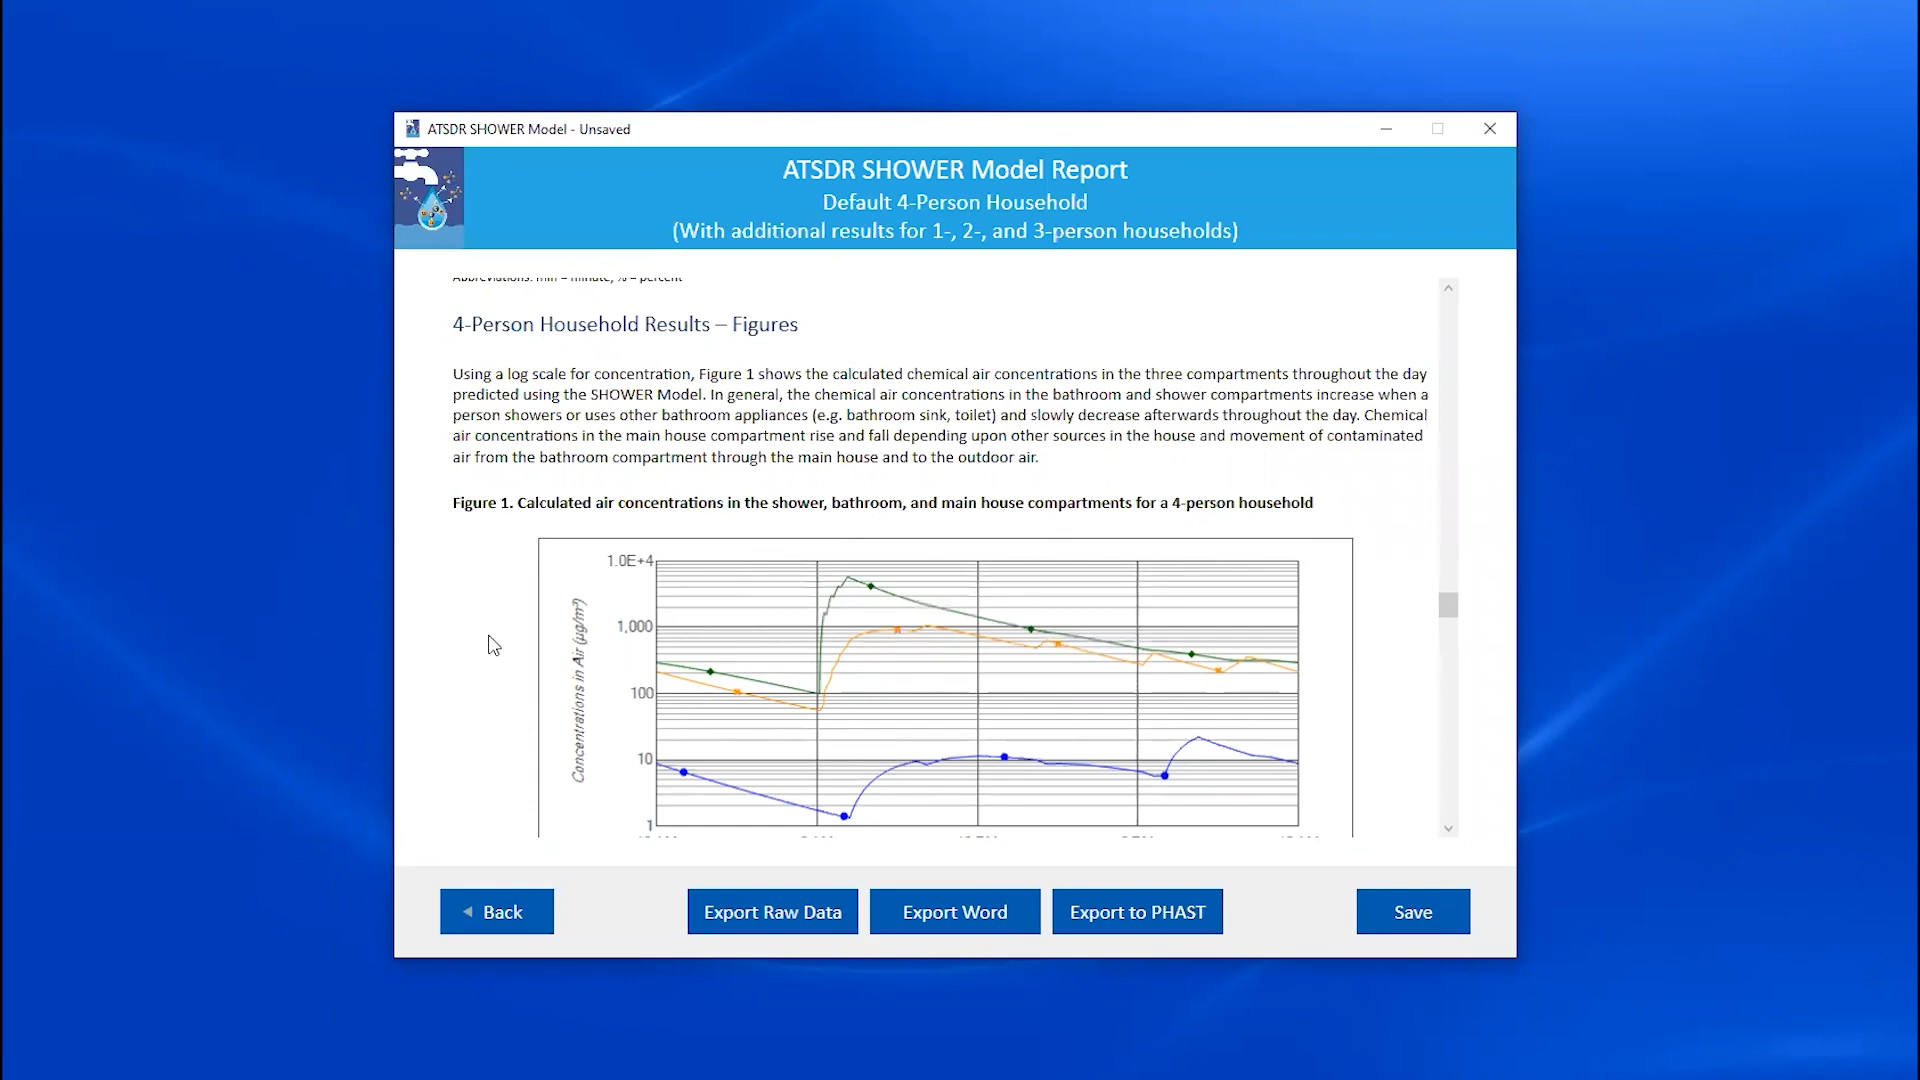 ATSDR SHOWER Model - Unsaved
ATSDR SHOWER Model Report
Default 4-Person Household
(With additional results for 1-, 2-, and 3-person households)
Abbreviations: min = minute, % = percent
4-Person Household Results – Figures
Using a log scale for concentration, Figure 1 shows the calculated chemical air concentrations in the three compartments throughout the day
predicted using the SHOWER Model. In general, the chemical air concentrations in the bathroom and shower compartments increase when a
person showers or uses other bathroom appliances (e.g. bathroom sink, toilet) and slowly decrease afterwards throughout the day. Chemical
air concentrations in the main house compartment rise and fall depending upon other sources in the house and movement of contaminated
air from the bathroom compartment through the main house and to the outdoor air.
Figure 1. Calculated air concentrations in the shower, bathroom, and main house compartments for a 4-person household
Concentrations in Air (µg/m³)
1.0E+4
1,000
100
10
1
Back
Export Raw Data
Export Word
Export to PHAST
Save